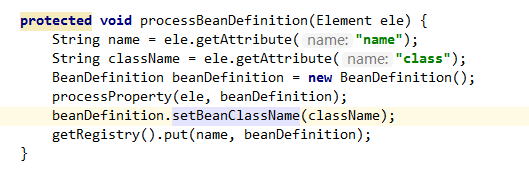 protected void processBeanDefinition(Element ele) {
    String name = ele.getAttribute( name: "name");
    String className = ele.getAttribute( name: "class");
    BeanDefinition beanDefinition = new BeanDefinition();
    processProperty(ele, beanDefinition);
    beanDefinition.setBeanClassName(className);
    getRegistry().put(name, beanDefinition);
}